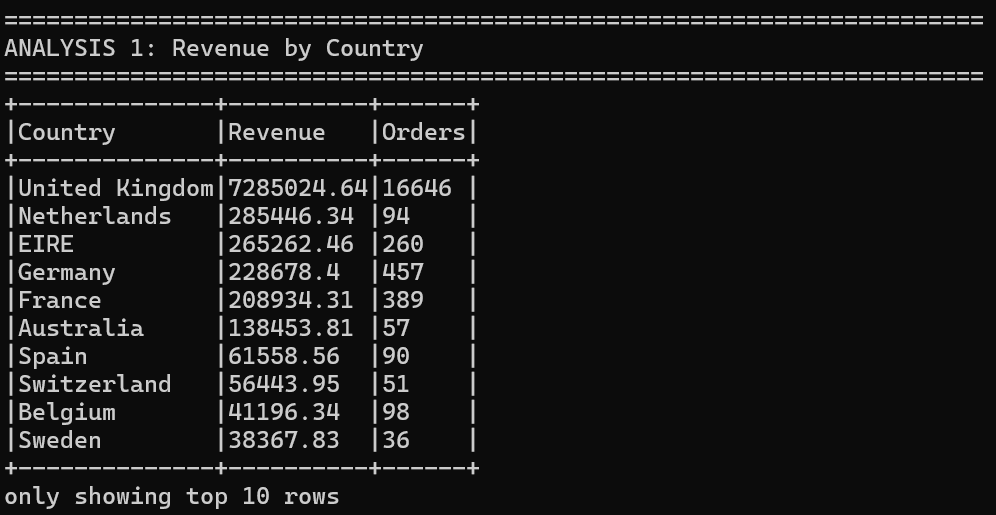 ======================================================================
ANALYSIS 1: Revenue by Country
======================================================================
+--------------+----------+------+
|Country       |Revenue   |Orders|
+--------------+----------+------+
|United Kingdom|7285024.64|16646 |
|Netherlands   |285446.34 |94    |
|EIRE          |265262.46 |260   |
|Germany       |228678.4  |457   |
|France        |208934.31 |389   |
|Australia     |138453.81 |57    |
|Spain         |61558.56  |90    |
|Switzerland   |56443.95  |51    |
|Belgium       |41196.34  |98    |
|Sweden        |38367.83  |36    |
+--------------+----------+------+
only showing top 10 rows